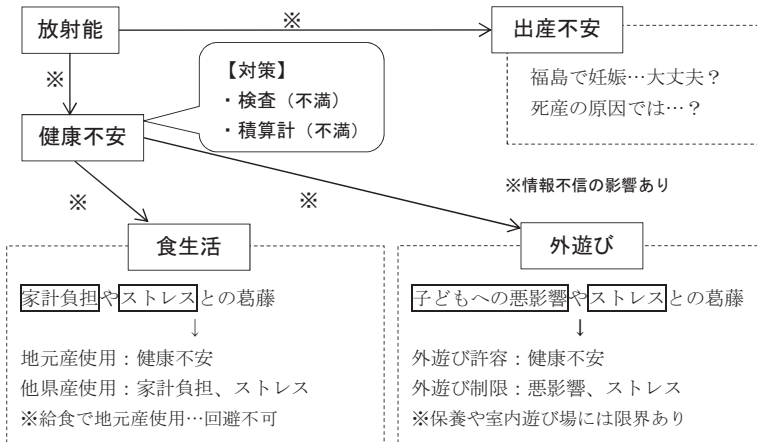 放射能
※
出産不安
福島で妊娠…大丈夫？
死産の原因では…？
※
【対策】
・検査（不満）
・積算計（不満）
健康不安
※情報不信の影響あり
※
※
食生活
家計負担やストレスとの葛藤
↓
地元産使用：健康不安
他県産使用：家計負担、ストレス
※給食で地元産使用…回避不可
外遊び
子どもへの悪影響やストレスとの葛藤
↓
外遊び許容：健康不安
外遊び制限：悪影響、ストレス
※保養や室内遊び場には限界あり